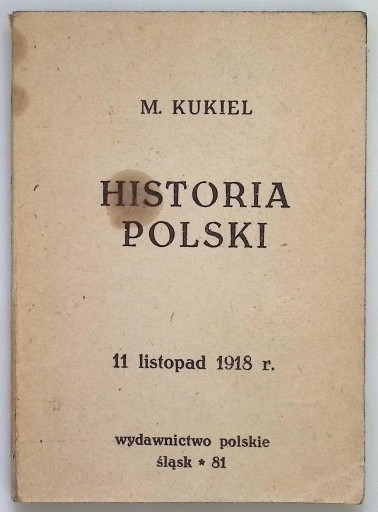 M. KUKIEL
HISTORIA
POLSKI
11 listopad 1918 r.
wydawnictwo polskie
śląsk * 81